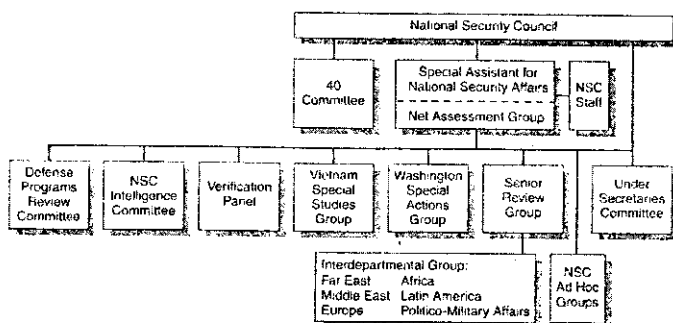 National Security Council
40
Committee
Special Assistant for
National Security Affairs
Net Assessment Group
NSC
Staff
Defense
Programs
Review
Committee
NSC
Intelligence
Committee
Verification
Panel
Vietnam
Special
Studies
Group
Washington
Special
Actions
Group
Senior
Review
Group
Under
Secretaries
Committee
Interdepartmental Group:
Far East Africa
Middle East Latin America
Europe Politico-Military Affairs
NSC
Ad Hoc
Groups